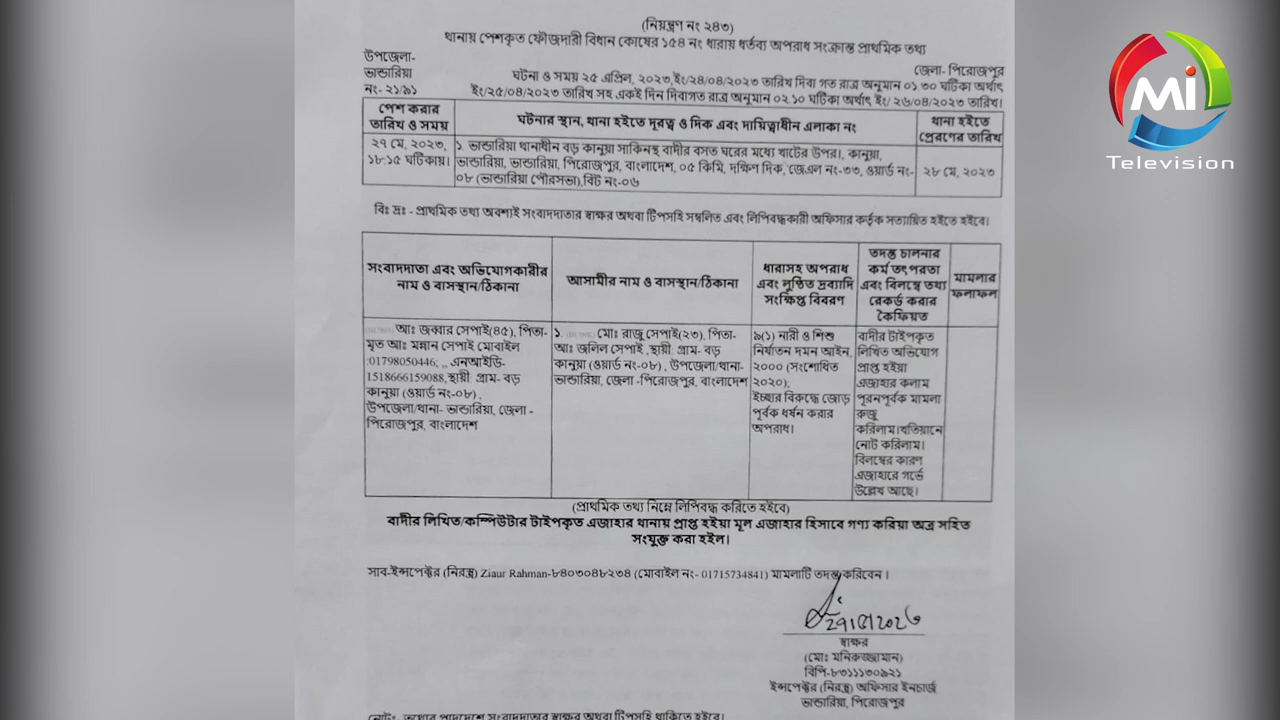 (নিয়ন্ত্রণ নং ২৪৩)
থানায় পেশকৃত ফৌজদারী বিধান কোষের ১৫৪ নং ধারায় ধর্তব্য অপরাধ সংক্রান্ত প্রাথমিক তথ্য
উপজেলা-
ভান্ডারিয়া
নং- ২১/৯১
জেলা- পিরোজপুর
ঘটনা ও সময় ২৫ এপ্রিল, ২০২৩,ইং/২৪/০৪/২০২৩ তারিখ দিবা গত রাত্র অনুমান ০১.৩০ ঘটিকা অর্থাৎ
ইং/২৫/০৪/২০২৩ তারিখ সহ একই দিন দিবাগত রাত্র অনুমান ০২.১০ ঘটিকা অর্থাৎ ইং/ ২৬/০৪/২০২৩ তারিখ।
পেশ করার
তারিখ ও সময়
ঘটনার স্থান, থানা হইতে দূরত্ব ও দিক এবং দায়িত্বাধীন এলাকা নং
থানা হইতে
প্রেরণের তারিখ
২৭ মে, ২০২৩,
১৮:১৫ ঘটিকায়।
১. ভান্ডারিয়া থানাধীন বড় কানুয়া সাকিনস্থ বাদীর বসত ঘরের মধ্যে খাটের উপর।, কানুয়া,
ভান্ডারিয়া, ভান্ডারিয়া, পিরোজপুর, বাংলাদেশ, ০৫ কিমি, দক্ষিণ দিক, জেএল নং-৩৩, ওয়ার্ড নং-
০৮ (ভান্ডারিয়া পৌরসভা),বিট নং-০৬
২৮ মে, ২০২৩
বিঃ দ্রঃ - প্রাথমিক তথ্য অবশ্যই সংবাদদাতার স্বাক্ষর অথবা টিপসহি সম্বলিত এবং লিপিবদ্ধকারী অফিসার কর্তৃক সত্যায়িত হইতে হইবে।
সংবাদদাতা এবং অভিযোগকারীর
নাম ও বাসস্থান/ঠিকানা
আসামীর নাম ও বাসস্থান/ঠিকানা
ধারাসহ অপরাধ
এবং লুন্ঠিত দ্রব্যাদি
সংক্ষিপ্ত বিবরণ
তদন্ত চালনার
কর্ম তৎপরতা
এবং বিলম্বে তথ্য
রেকর্ড করার
কৈফিয়ত
মামলার
ফলাফল
আঃ জব্বার সেপাই(৪৫), পিতা-
মৃত আঃ মন্নান সেপাই মোবাইল
:01798050446; ,, এনআইডি-
1518666159088,স্থায়ী: গ্রাম- বড়
কানুয়া (ওয়ার্ড নং-০৮) ,
উপজেলা/থানা- ভান্ডারিয়া, জেলা -
পিরোজপুর, বাংলাদেশ
১. মোঃ রাজু সেপাই(২৩), পিতা-
আঃ জলিল সেপাই ,স্থায়ী: গ্রাম- বড়
কানুয়া (ওয়ার্ড নং-০৮) , উপজেলা/থানা-
ভান্ডারিয়া, জেলা -পিরোজপুর, বাংলাদেশ
৯(১) নারী ও শিশু
নির্যাতন দমন আইন,
২০০০ (সংশোধিত
২০২০);
ইচ্ছার বিরুদ্ধে জোড়
পূর্বক ধর্ষন করার
অপরাধ।
বাদীর টাইপকৃত
লিখিত অভিযোগ
প্রাপ্ত হইয়া
এজাহার কলাম
পূরনপূর্বক মামলা
রুজু
করিলাম।খতিয়ানে
নোট করিলাম।
বিলম্বের কারণ
এজাহারে গর্ভে
উল্লেখ আছে।
(প্রাথমিক তথ্য নিম্নে লিপিবদ্ধ করিতে হইবে)
বাদীর লিখিত/কম্পিউটার টাইপকৃত এজাহার থানায় প্রাপ্ত হইয়া মূল এজাহার হিসাবে গণ্য করিয়া অত্র সহিত
সংযুক্ত করা হইল।
সাব-ইন্সপেক্টর (নিরস্ত্র) Ziaur Rahman-৮৪০৩০৪৮২৩৪ (মোবাইল নং- 01715734841) মামলাটি তদন্ত করিবেন।
স্বাক্ষর
(মোঃ মনিরুজ্জামান)
বিপি-৮৩১১১৩০৯২১
ইন্সপেক্টর (নিরস্ত্র) অফিসার ইনচার্জ
ভান্ডারিয়া, পিরোজপুর
নোট: তথ্যের পাদদেশে সংবাদদাতার স্বাক্ষর অথবা টিপসহি থাকিতে হইবে।
Mi
Television